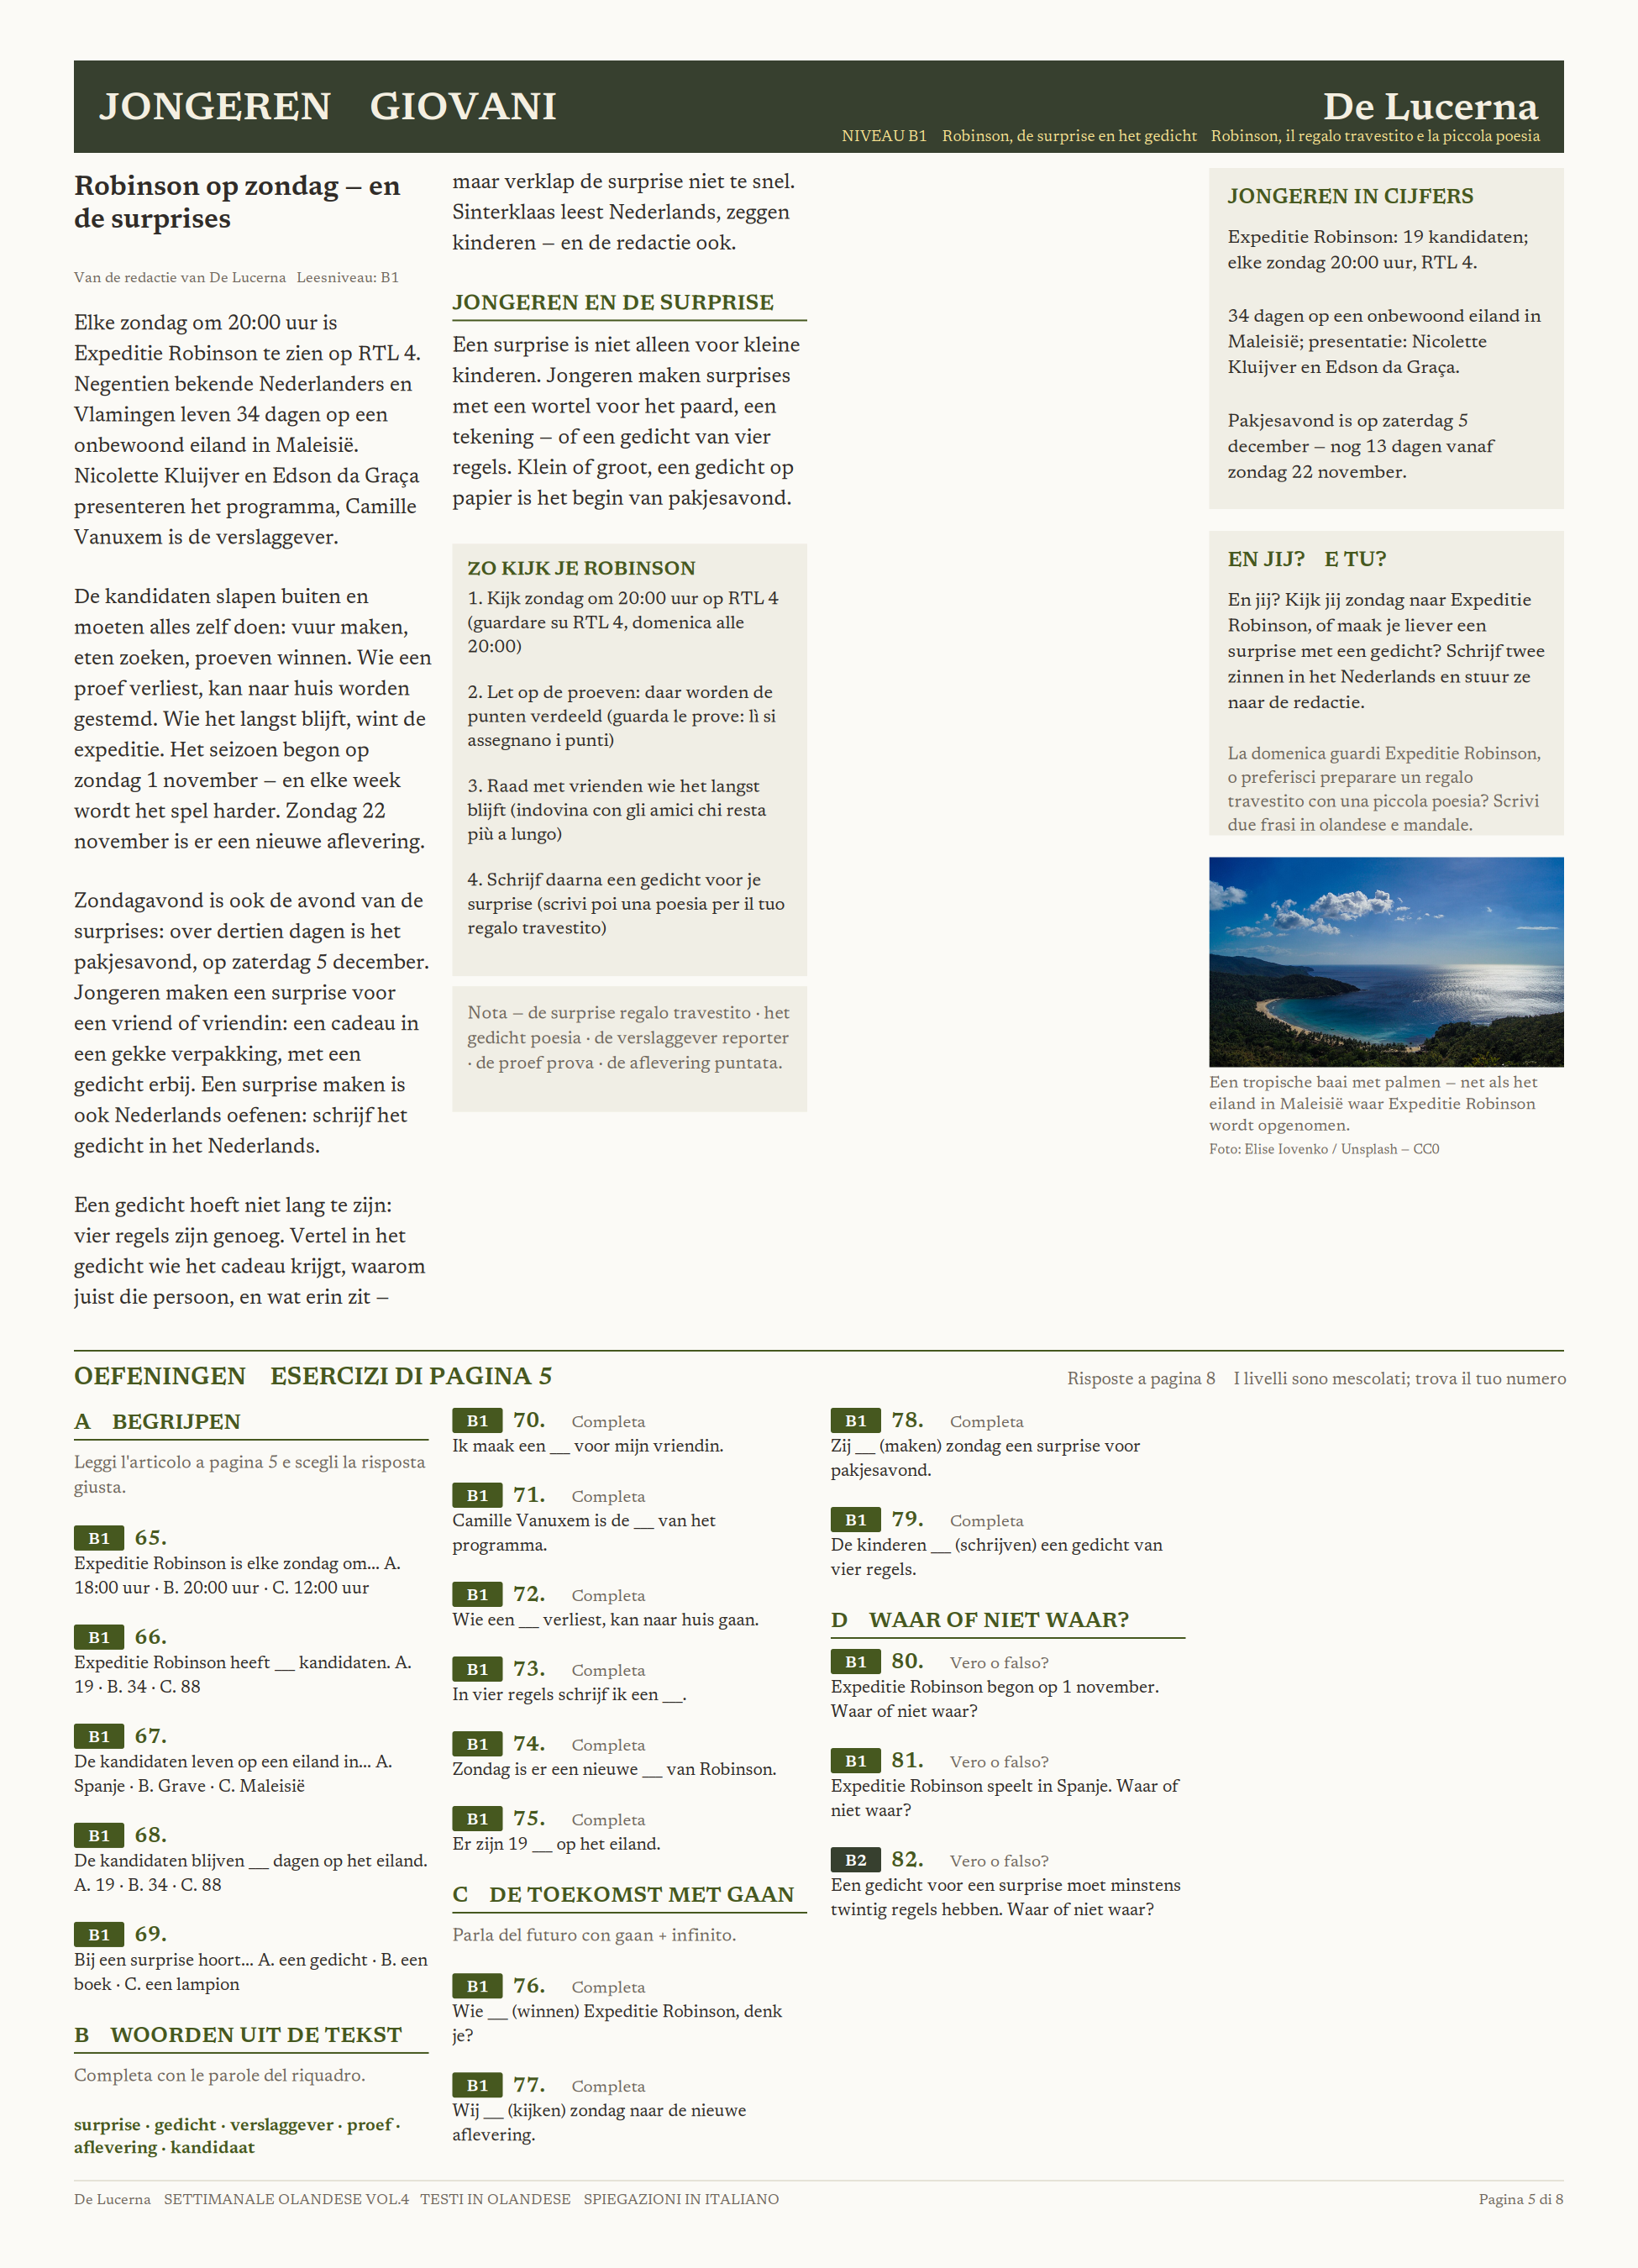 JONGEREN GIOVANI
De Lucerna
NIVEAU B1 Robinson, de surprise en het gedicht Robinson, il regalo travestito e la piccola poesia
Robinson op zondag – en
de surprises
Van de redactie van De Lucerna Leesniveau: B1
Elke zondag om 20:00 uur is
Expeditie Robinson te zien op RTL 4.
Negentien bekende Nederlanders en
Vlamingen leven 34 dagen op een
onbewoond eiland in Maleisië.
Nicolette Kluijver en Edson da Graça
presenteren het programma, Camille
Vanuxem is de verslaggever.
De kandidaten slapen buiten en
moeten alles zelf doen: vuur maken,
eten zoeken, proeven winnen. Wie een
proef verliest, kan naar huis worden
gestemd. Wie het langst blijft, wint de
expeditie. Het seizoen begon op
zondag 1 november – en elke week
wordt het spel harder. Zondag 22
november is er een nieuwe aflevering.
Zondagavond is ook de avond van de
surprises: over dertien dagen is het
pakjesavond, op zaterdag 5 december.
Jongeren maken een surprise voor
een vriend of vriendin: een cadeau in
een gekke verpakking, met een
gedicht erbij. Een surprise maken is
ook Nederlands oefenen: schrijf het
gedicht in het Nederlands.
Een gedicht hoeft niet lang te zijn:
vier regels zijn genoeg. Vertel in het
gedicht wie het cadeau krijgt, waarom
juist die persoon, en wat erin zit –
maar verklap de surprise niet te snel.
Sinterklaas leest Nederlands, zeggen
kinderen – en de redactie ook.
JONGEREN EN DE SURPRISE
Een surprise is niet alleen voor kleine
kinderen. Jongeren maken surprises
met een wortel voor het paard, een
tekening – of een gedicht van vier
regels. Klein of groot, een gedicht op
papier is het begin van pakjesavond.
ZO KIJK JE ROBINSON
1. Kijk zondag om 20:00 uur op RTL 4
(guardare su RTL 4, domenica alle
20:00)
2. Let op de proeven: daar worden de
punten verdeeld (guarda le prove: lì si
assegnano i punti)
3. Raad met vrienden wie het langst
blijft (indovina con gli amici chi resta
più a lungo)
4. Schrijf daarna een gedicht voor je
surprise (scrivi poi una poesia per il tuo
regalo travestito)
Nota – de surprise regalo travestito · het
gedicht poesia · de verslaggever reporter
· de proef prova · de aflevering puntata.
JONGEREN IN CIJFERS
Expeditie Robinson: 19 kandidaten;
elke zondag 20:00 uur, RTL 4.
34 dagen op een onbewoond eiland in
Maleisië; presentatie: Nicolette
Kluijver en Edson da Graça.
Pakjesavond is op zaterdag 5
december – nog 13 dagen vanaf
zondag 22 november.
EN JIJ? E TU?
En jij? Kijk jij zondag naar Expeditie
Robinson, of maak je liever een
surprise met een gedicht? Schrijf twee
zinnen in het Nederlands en stuur ze
naar de redactie.
La domenica guardi Expeditie Robinson,
o preferisci preparare un regalo
travestito con una piccola poesia? Scrivi
due frasi in olandese e mandale.
Een tropische baai met palmen – net als het
eiland in Maleisië waar Expeditie Robinson
wordt opgenomen.
Foto: Elise Iovenko / Unsplash – CC0
OEFENINGEN ESERCIZI DI PAGINA 5
Risposte a pagina 8 I livelli sono mescolati; trova il tuo numero
A BEGRIJPEN
Leggi l'articolo a pagina 5 e scegli la risposta
giusta.
B1 65.
Expeditie Robinson is elke zondag om... A.
18:00 uur · B. 20:00 uur · C. 12:00 uur
B1 66.
Expeditie Robinson heeft ___ kandidaten. A.
19 · B. 34 · C. 88
B1 67.
De kandidaten leven op een eiland in... A.
Spanje · B. Grave · C. Maleisië
B1 68.
De kandidaten blijven ___ dagen op het eiland.
A. 19 · B. 34 · C. 88
B1 69.
Bij een surprise hoort... A. een gedicht · B. een
boek · C. een lampion
B WOORDEN UIT DE TEKST
Completa con le parole del riquadro.
surprise · gedicht · verslaggever · proef ·
aflevering · kandidaat
B1 70. Completa
Ik maak een ___ voor mijn vriendin.
B1 71. Completa
Camille Vanuxem is de ___ van het
programma.
B1 72. Completa
Wie een ___ verliest, kan naar huis gaan.
B1 73. Completa
In vier regels schrijf ik een ___.
B1 74. Completa
Zondag is er een nieuwe ___ van Robinson.
B1 75. Completa
Er zijn 19 ___ op het eiland.
C DE TOEKOMST MET GAAN
Parla del futuro con gaan + infinito.
B1 76. Completa
Wie ___ (winnen) Expeditie Robinson, denk
je?
B1 77. Completa
Wij ___ (kijken) zondag naar de nieuwe
aflevering.
B1 78. Completa
Zij ___ (maken) zondag een surprise voor
pakjesavond.
B1 79. Completa
De kinderen ___ (schrijven) een gedicht van
vier regels.
D WAAR OF NIET WAAR?
B1 80. Vero o falso?
Expeditie Robinson begon op 1 november.
Waar of niet waar?
B1 81. Vero o falso?
Expeditie Robinson speelt in Spanje. Waar of
niet waar?
B2 82. Vero o falso?
Een gedicht voor een surprise moet minstens
twintig regels hebben. Waar of niet waar?
De Lucerna SETTIMANALE OLANDESE VOL.4 TESTI IN OLANDESE SPIEGAZIONI IN ITALIANO
Pagina 5 di 8